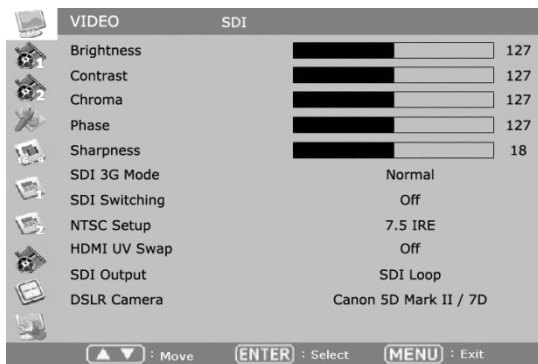 VIDEO SDI
Brightness 127
Contrast 127
Chroma 127
Phase 127
Sharpness 18
SDI 3G Mode Normal
SDI Switching Off
NTSC Setup 7.5 IRE
HDMI UV Swap Off
SDI Output SDI Loop
DSLR Camera Canon 5D Mark II / 7D
▲ ▼ : Move ENTER : Select MENU : Exit